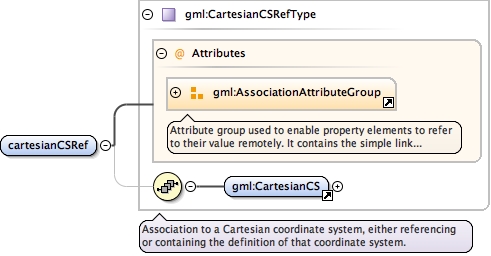 gml:CartesianCSRefType
@ Attributes
gml:AssociationAttributeGroup
Attribute group used to enable property elements to refer
to their value remotely. It contains the simple link...
cartesianCSRef
gml:CartesianCS
Association to a Cartesian coordinate system, either referencing
or containing the definition of that coordinate system.